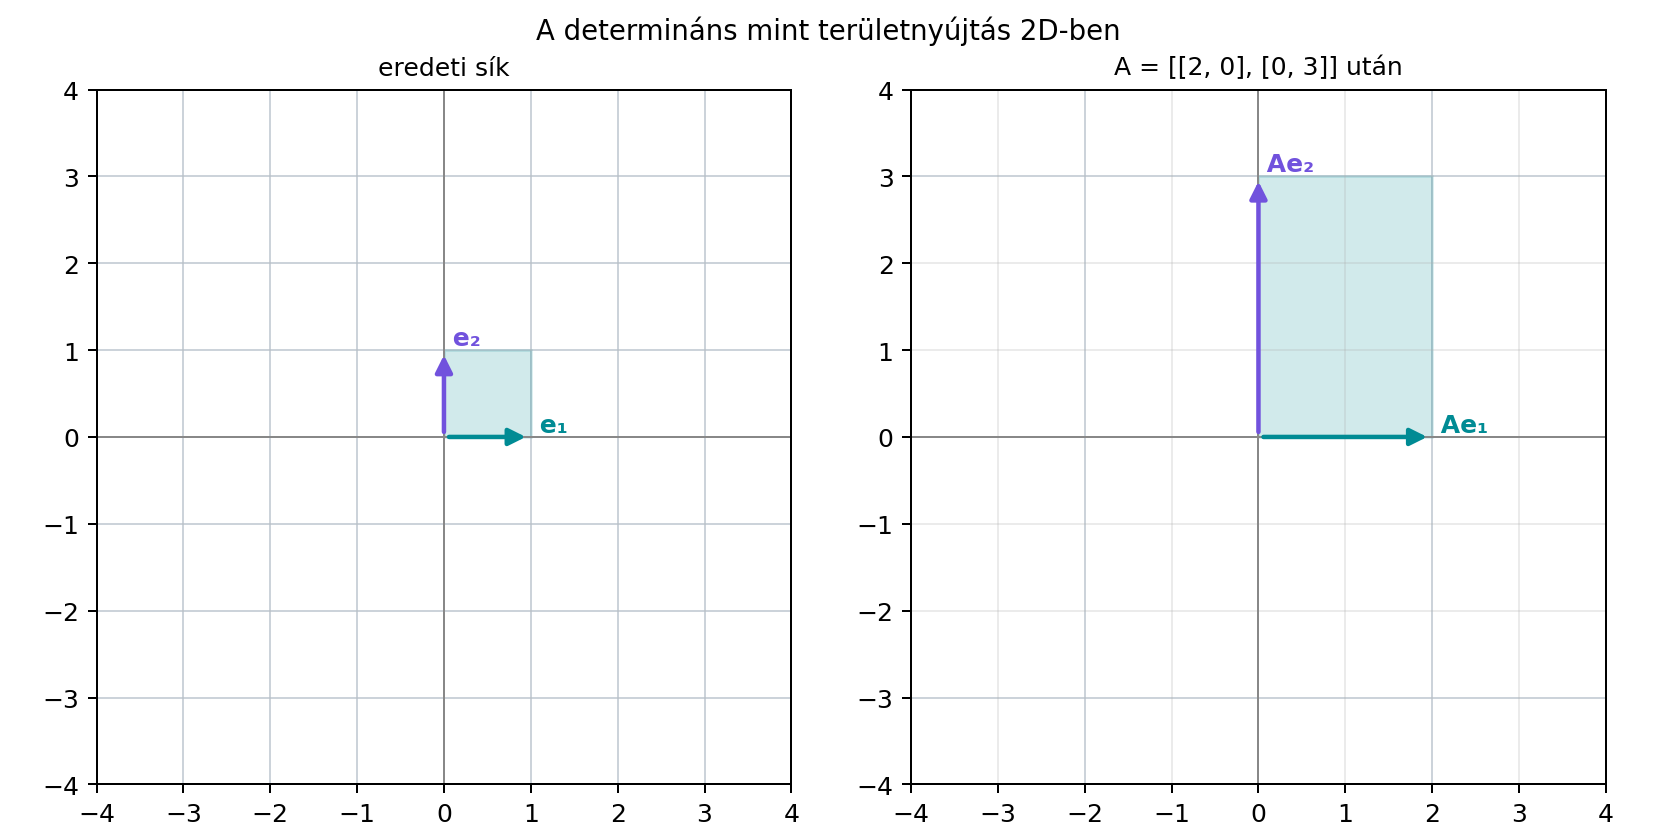 A determináns mint területnyújtás 2D-ben
eredeti sík
4
3
2
1
0
−1
−2
−3
−4
e₂
e₁
−4 −3 −2 −1 0 1 2 3 4
A = [[2, 0], [0, 3]] után
4
3
2
1
0
−1
−2
−3
−4
Ae₂
Ae₁
−4 −3 −2 −1 0 1 2 3 4